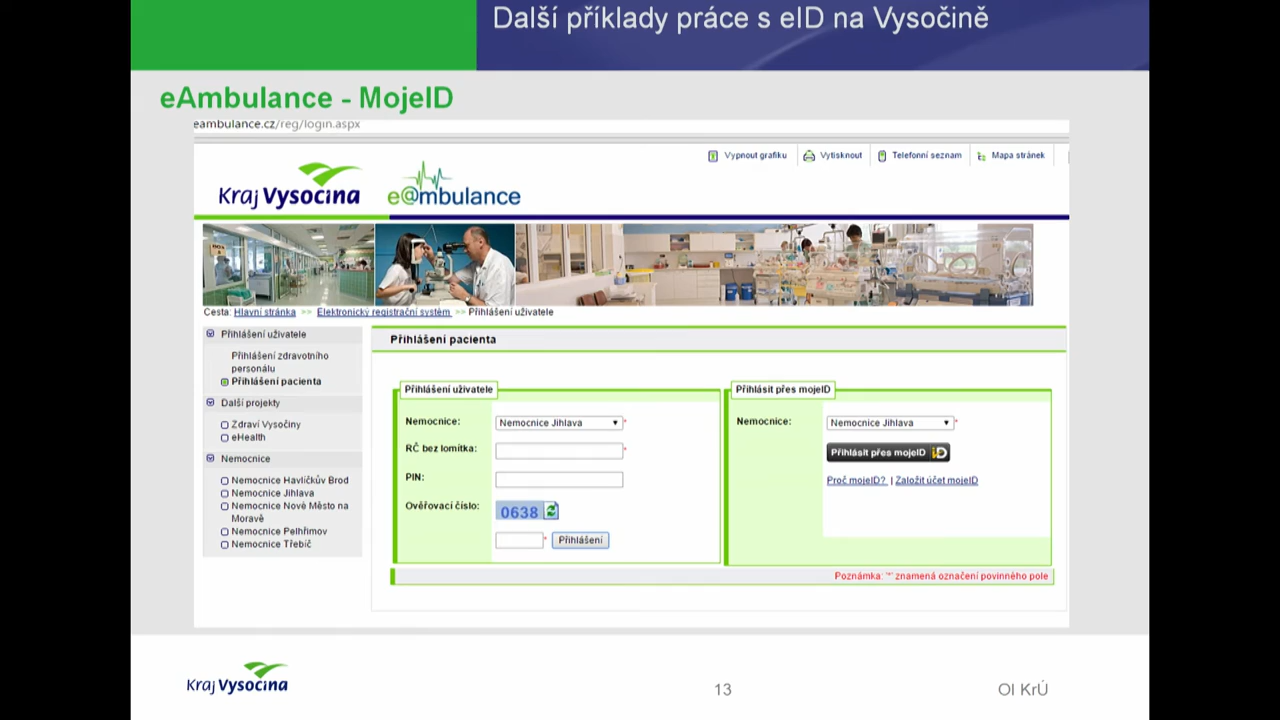 Další příklady práce s eID na Vysočině
eAmbulance - MojeID
eambulance.cz/reg/login.aspx
Vypnout grafiku
Vytisknout
Telefonní seznam
Mapa stránek
Kraj Vysočina
e@mbulance
Cesta: Hlavní stránka >> Elektronický registrační systém >> Přihlášení uživatele
Přihlášení uživatele
Přihlášení zdravotního
personálu
Přihlášení pacienta
Další projekty
Zdraví Vysočiny
eHealth
Nemocnice
Nemocnice Havlíčkův Brod
Nemocnice Jihlava
Nemocnice Nové Město na
Moravě
Nemocnice Pelhřimov
Nemocnice Třebíč
Přihlášení pacienta
Přihlášení uživatele
Nemocnice: Nemocnice Jihlava *
RČ bez lomítka: *
PIN:
Ověřovací číslo: 0638
* Přihlášení
Přihlásit přes mojeID
Nemocnice: Nemocnice Jihlava *
Přihlásit přes mojeID iD
Proč mojeID? | Založit účet mojeID
Poznámka: '*' znamená označení povinného pole
Kraj Vysočina
13
OI KrÚ